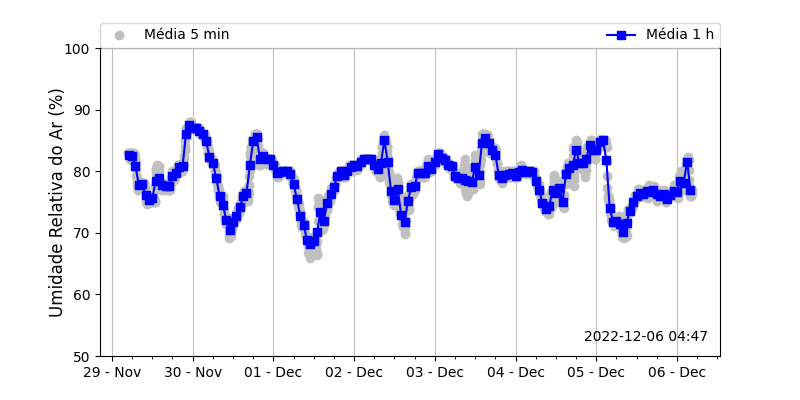 Média 5 min
Média 1 h
Umidade Relativa do Ar (%)
100
90
80
70
60
50
2022-12-06 04:47
29 - Nov
30 - Nov
01 - Dec
02 - Dec
03 - Dec
04 - Dec
05 - Dec
06 - Dec